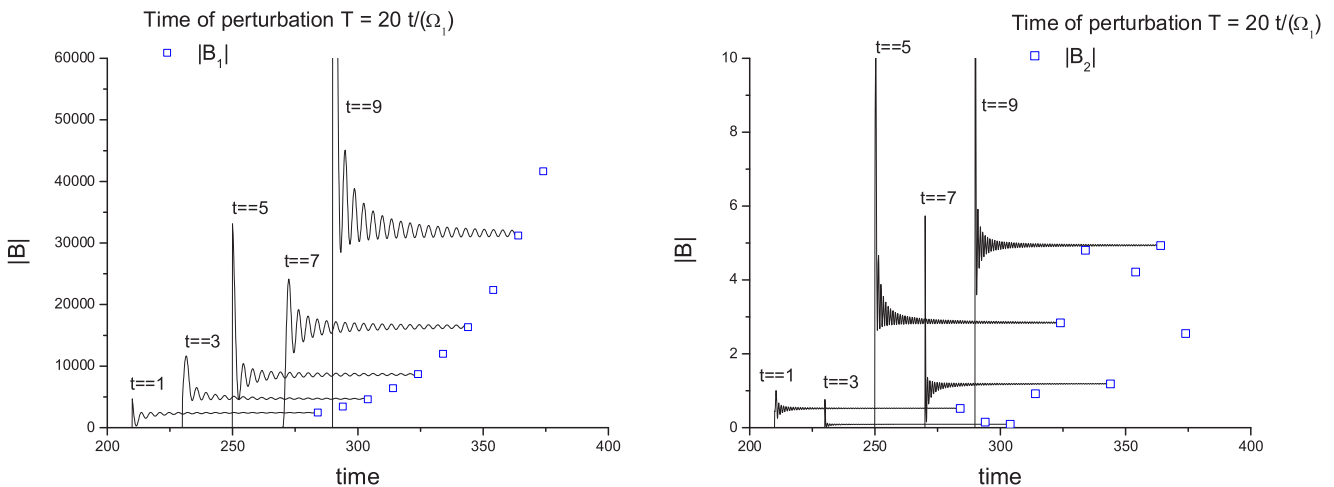 Time of perturbation T = 20 t/(Ω₁)
|B₁|
60000
50000
40000
30000
20000
10000
0
|B|
t==9
t==5
t==7
t==3
t==1
200 250 300 350 400
time
Time of perturbation T = 20 t/(Ω₁)
|B₂|
10
8
6
4
2
0
|B|
t==5
t==9
t==7
t==1
t==3
200 250 300 350 400
time